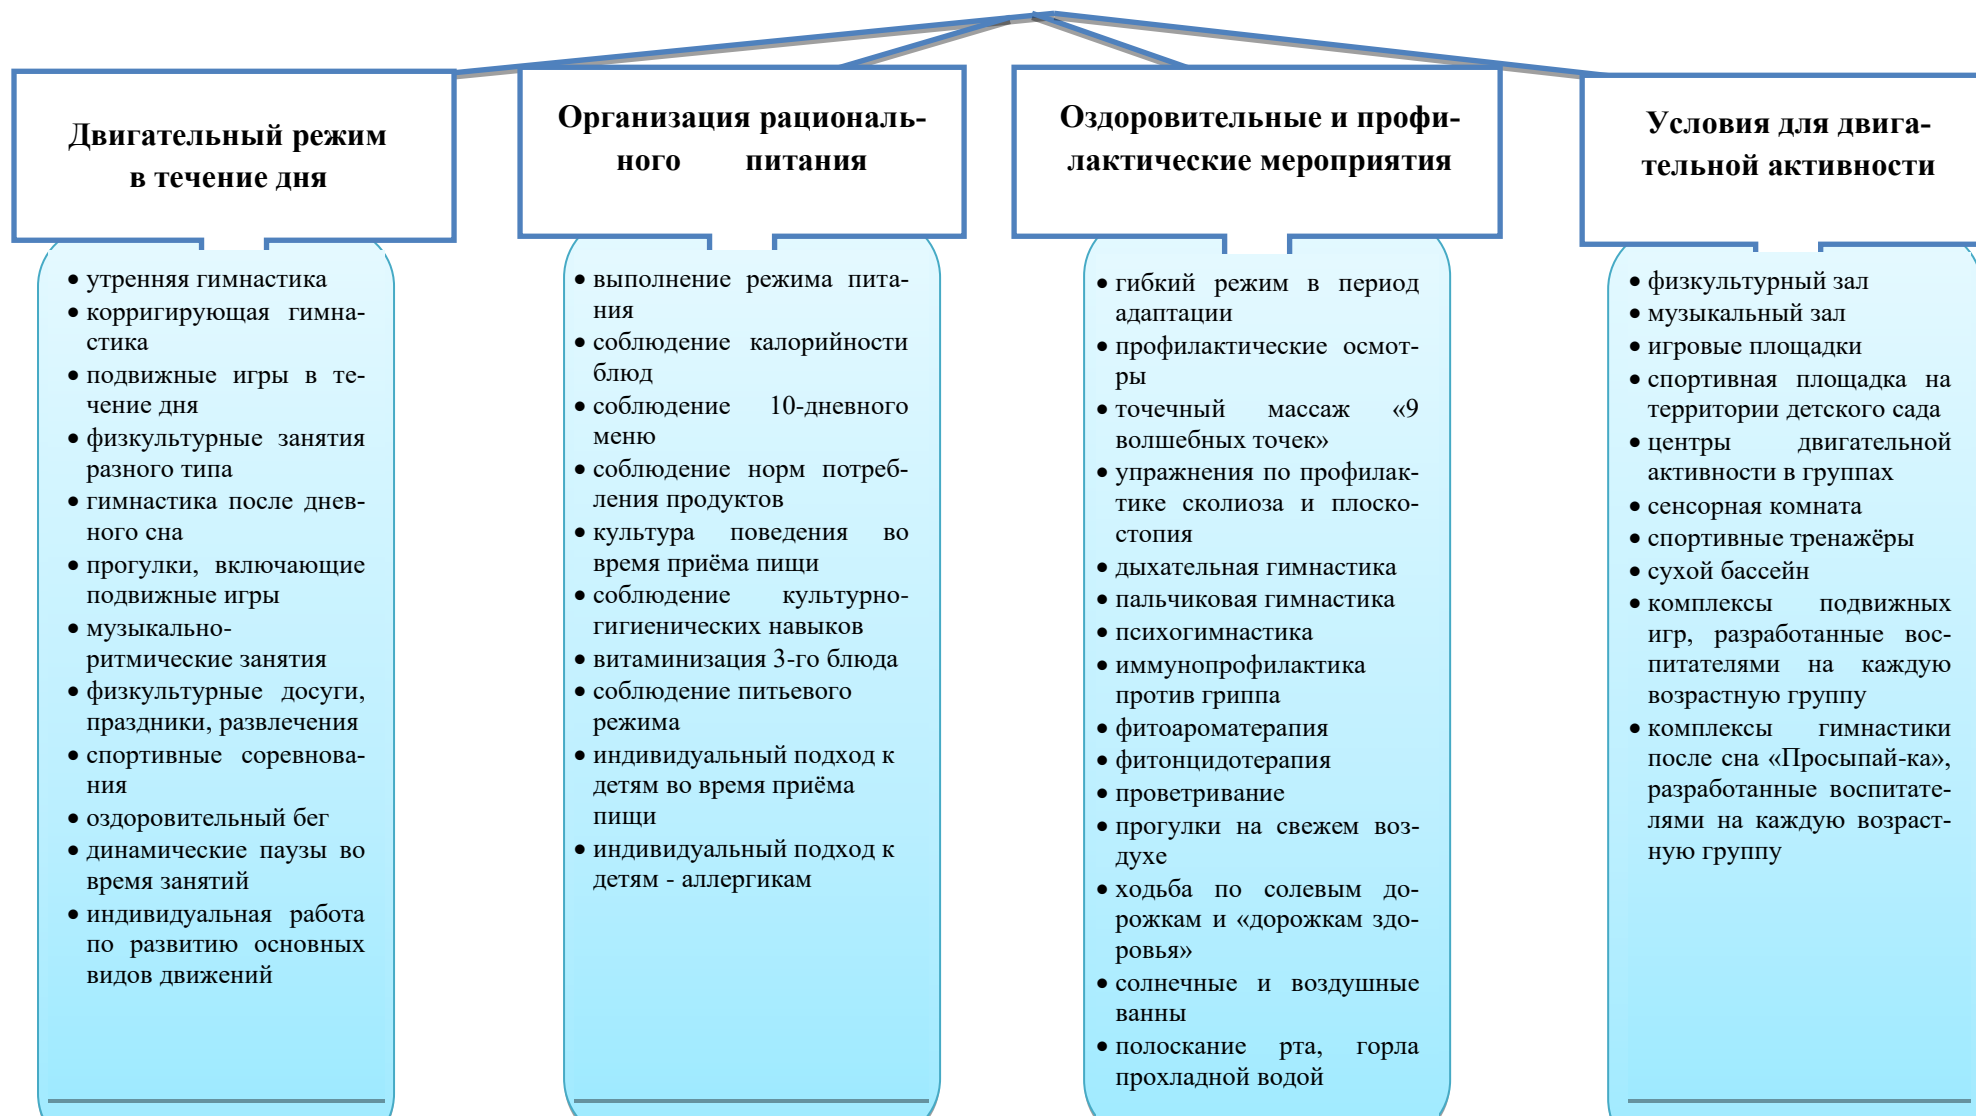 Двигательный режим
в течение дня
• утренняя гимнастика
• корригирующая гимна-
стика
• подвижные игры в те-
чение дня
• физкультурные занятия
разного типа
• гимнастика после днев-
ного сна
• прогулки, включающие
подвижные игры
• музыкально-
ритмические занятия
• физкультурные досуги,
праздники, развлечения
• спортивные соревнова-
ния
• оздоровительный бег
• динамические паузы во
время занятий
• индивидуальная работа
по развитию основных
видов движений
Организация рациональ-
ного питания
• выполнение режима пита-
ния
• соблюдение калорийности
блюд
• соблюдение 10-дневного
меню
• соблюдение норм потреб-
ления продуктов
• культура поведения во
время приёма пищи
• соблюдение культурно-
гигиенических навыков
• витаминизация 3-го блюда
• соблюдение питьевого
режима
• индивидуальный подход к
детям во время приёма
пищи
• индивидуальный подход к
детям - аллергикам
Оздоровительные и профи-
лактические мероприятия
• гибкий режим в период
адаптации
• профилактические осмот-
ры
• точечный массаж «9
волшебных точек»
• упражнения по профилак-
тике сколиоза и плоско-
стопия
• дыхательная гимнастика
• пальчиковая гимнастика
• психогимнастика
• иммунопрофилактика
против гриппа
• фитоароматерапия
• фитонцидотерапия
• проветривание
• прогулки на свежем воз-
духе
• ходьба по солевым до-
рожкам и «дорожкам здо-
ровья»
• солнечные и воздушные
ванны
• полоскание рта, горла
прохладной водой
Условия для двига-
тельной активности
• физкультурный зал
• музыкальный зал
• игровые площадки
• спортивная площадка на
территории детского сада
• центры двигательной
активности в группах
• сенсорная комната
• спортивные тренажёры
• сухой бассейн
• комплексы подвижных
игр, разработанные вос-
питателями на каждую
возрастную группу
• комплексы гимнастики
после сна «Просыпай-ка»,
разработанные воспитате-
лями на каждую возраст-
ную группу